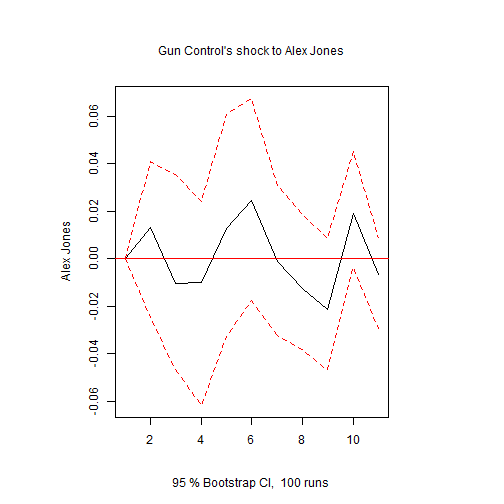 Gun Control's shock to Alex Jones
Alex Jones
0.06
0.04
0.02
0.00
-0.02
-0.04
-0.06
2 4 6 8 10
95 % Bootstrap CI, 100 runs